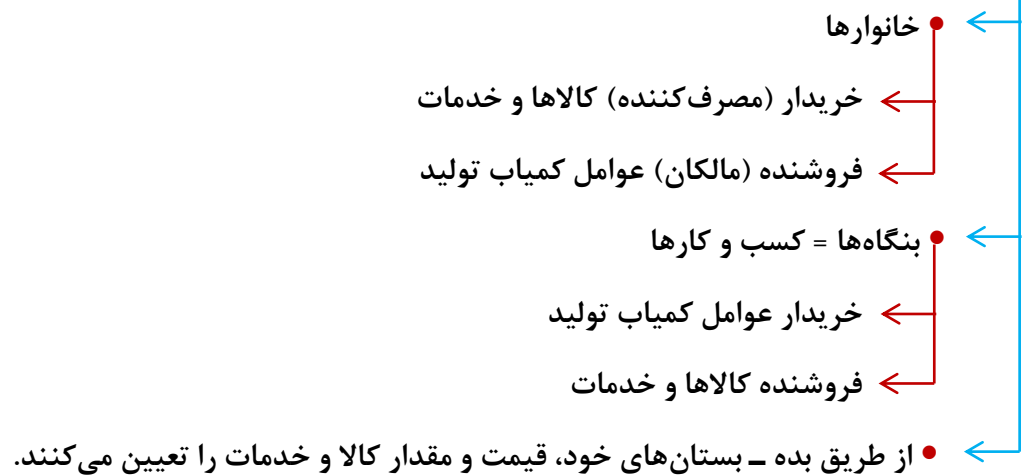 • خانوارها
خریدار (مصرف‌کننده) کالاها و خدمات
فروشنده (مالکان) عوامل کمیاب تولید
• بنگاه‌ها = کسب و کارها
خریدار عوامل کمیاب تولید
فروشنده کالاها و خدمات
• از طریق بده ــ بستان‌های خود، قیمت و مقدار کالا و خدمات را تعیین می‌کنند.